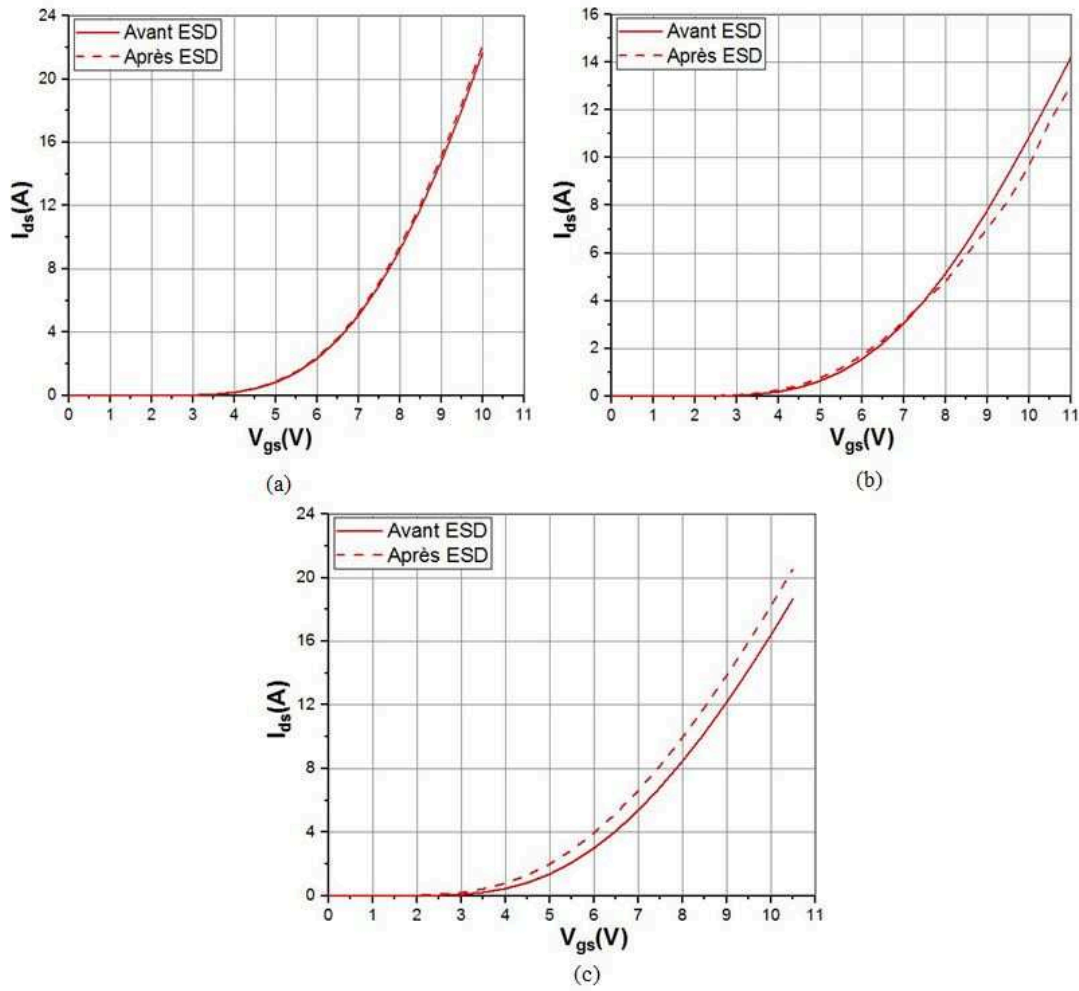 Avant ESD
Après ESD
24
20
16
12
8
4
0
I_ds(A)
0 1 2 3 4 5 6 7 8 9 10 11
V_gs(V)
(a)
Avant ESD
Après ESD
16
14
12
10
8
6
4
2
0
I_ds(A)
0 1 2 3 4 5 6 7 8 9 10 11
V_gs(V)
(b)
Avant ESD
Après ESD
24
20
16
12
8
4
0
I_ds(A)
0 1 2 3 4 5 6 7 8 9 10 11
V_gs(V)
(c)